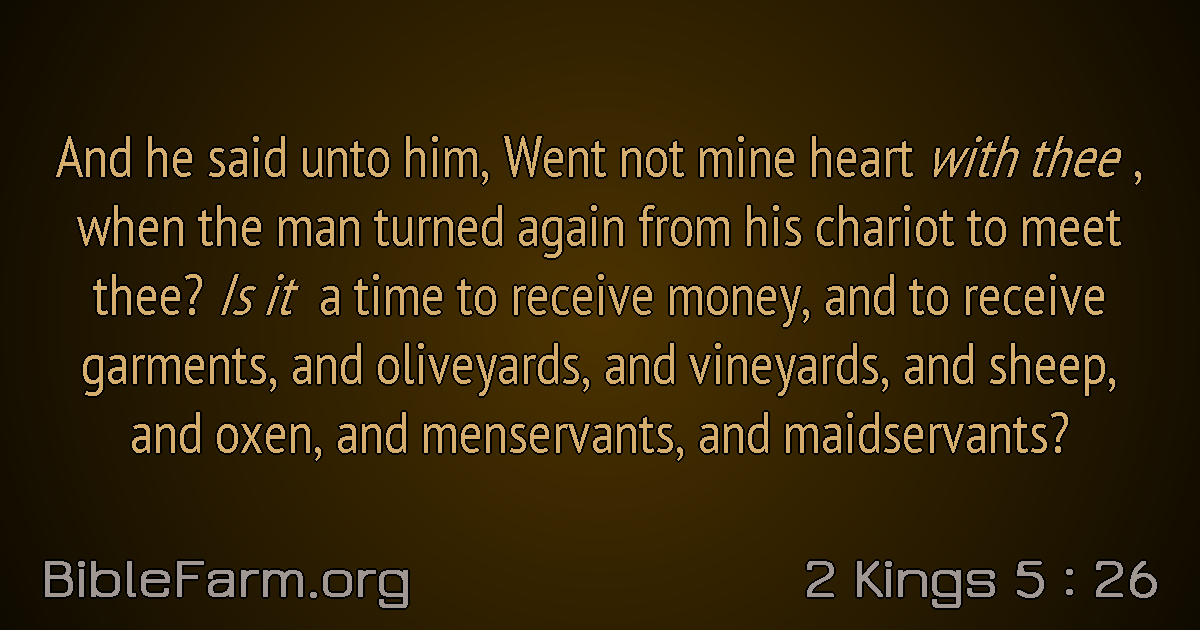 And he said unto him, Went not mine heart with thee ,
when the man turned again from his chariot to meet
thee? Is it a time to receive money, and to receive
garments, and oliveyards, and vineyards, and sheep,
and oxen, and menservants, and maidservants?
BibleFarm.org
2 Kings 5 : 26